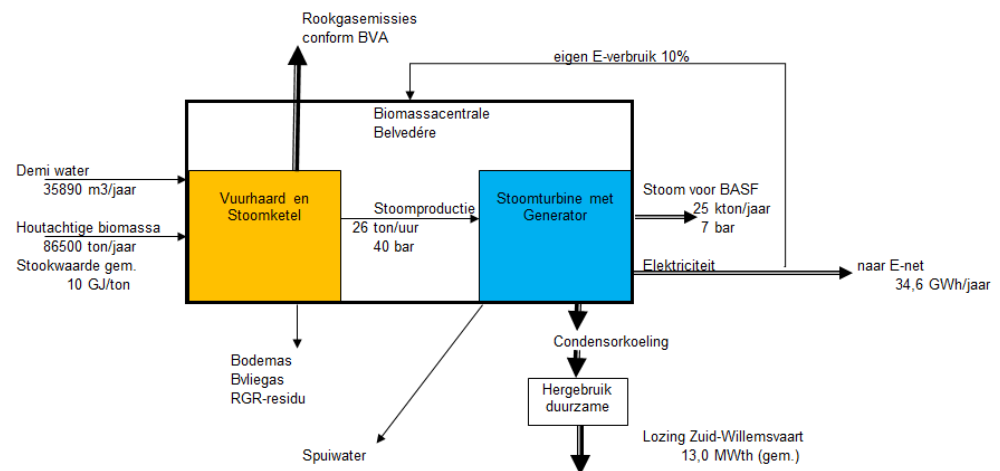 Rookgasemissies
conform BVA
eigen E-verbruik 10%
Biomassacentrale
Belvedére
Demi water
35890 m3/jaar
Houtachtige biomassa
86500 ton/jaar
Stookwaarde gem.
10 GJ/ton
Vuurhaard en
Stoomketel
Stoomproductie
26 ton/uur
40 bar
Stoomturbine met
Generator
Stoom voor BASF
25 kton/jaar
7 bar
Elektriciteit
naar E-net
34,6 GWh/jaar
Condensorkoeling
Bodemas
Bvliegas
RGR-residu
Hergebruik
duurzame
Spuiwater
Lozing Zuid-Willemsvaart
13,0 MWth (gem.)